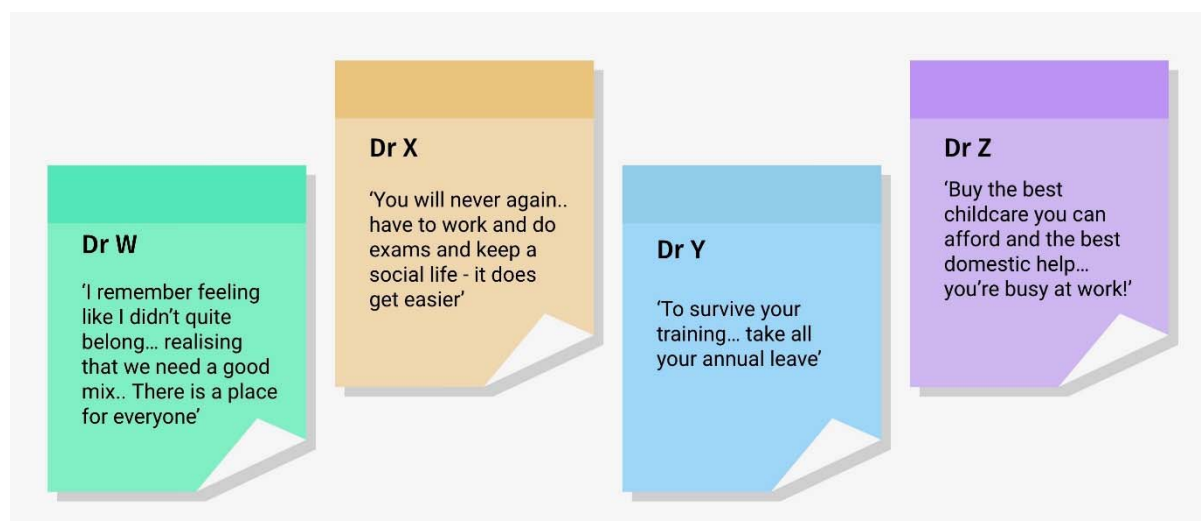 Dr W
‘I remember feeling
like I didn’t quite
belong… realising
that we need a good
mix.. There is a place
for everyone’
Dr X
‘You will never again..
have to work and do
exams and keep a
social life - it does
get easier’
Dr Y
‘To survive your
training… take all
your annual leave’
Dr Z
‘Buy the best
childcare you can
afford and the best
domestic help…
you’re busy at work!’